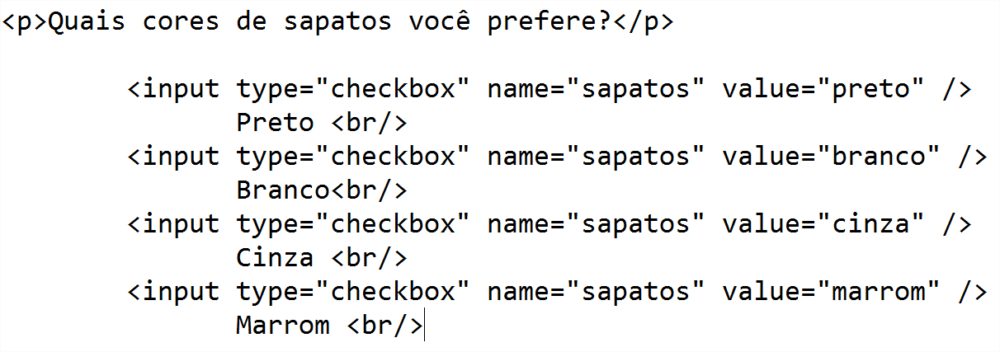 <p>Quais cores de sapatos você prefere?</p>
<input type="checkbox" name="sapatos" value="preto" />
Preto <br/>
<input type="checkbox" name="sapatos" value="branco" />
Branco<br/>
<input type="checkbox" name="sapatos" value="cinza" />
Cinza <br/>
<input type="checkbox" name="sapatos" value="marrom" />
Marrom <br/>